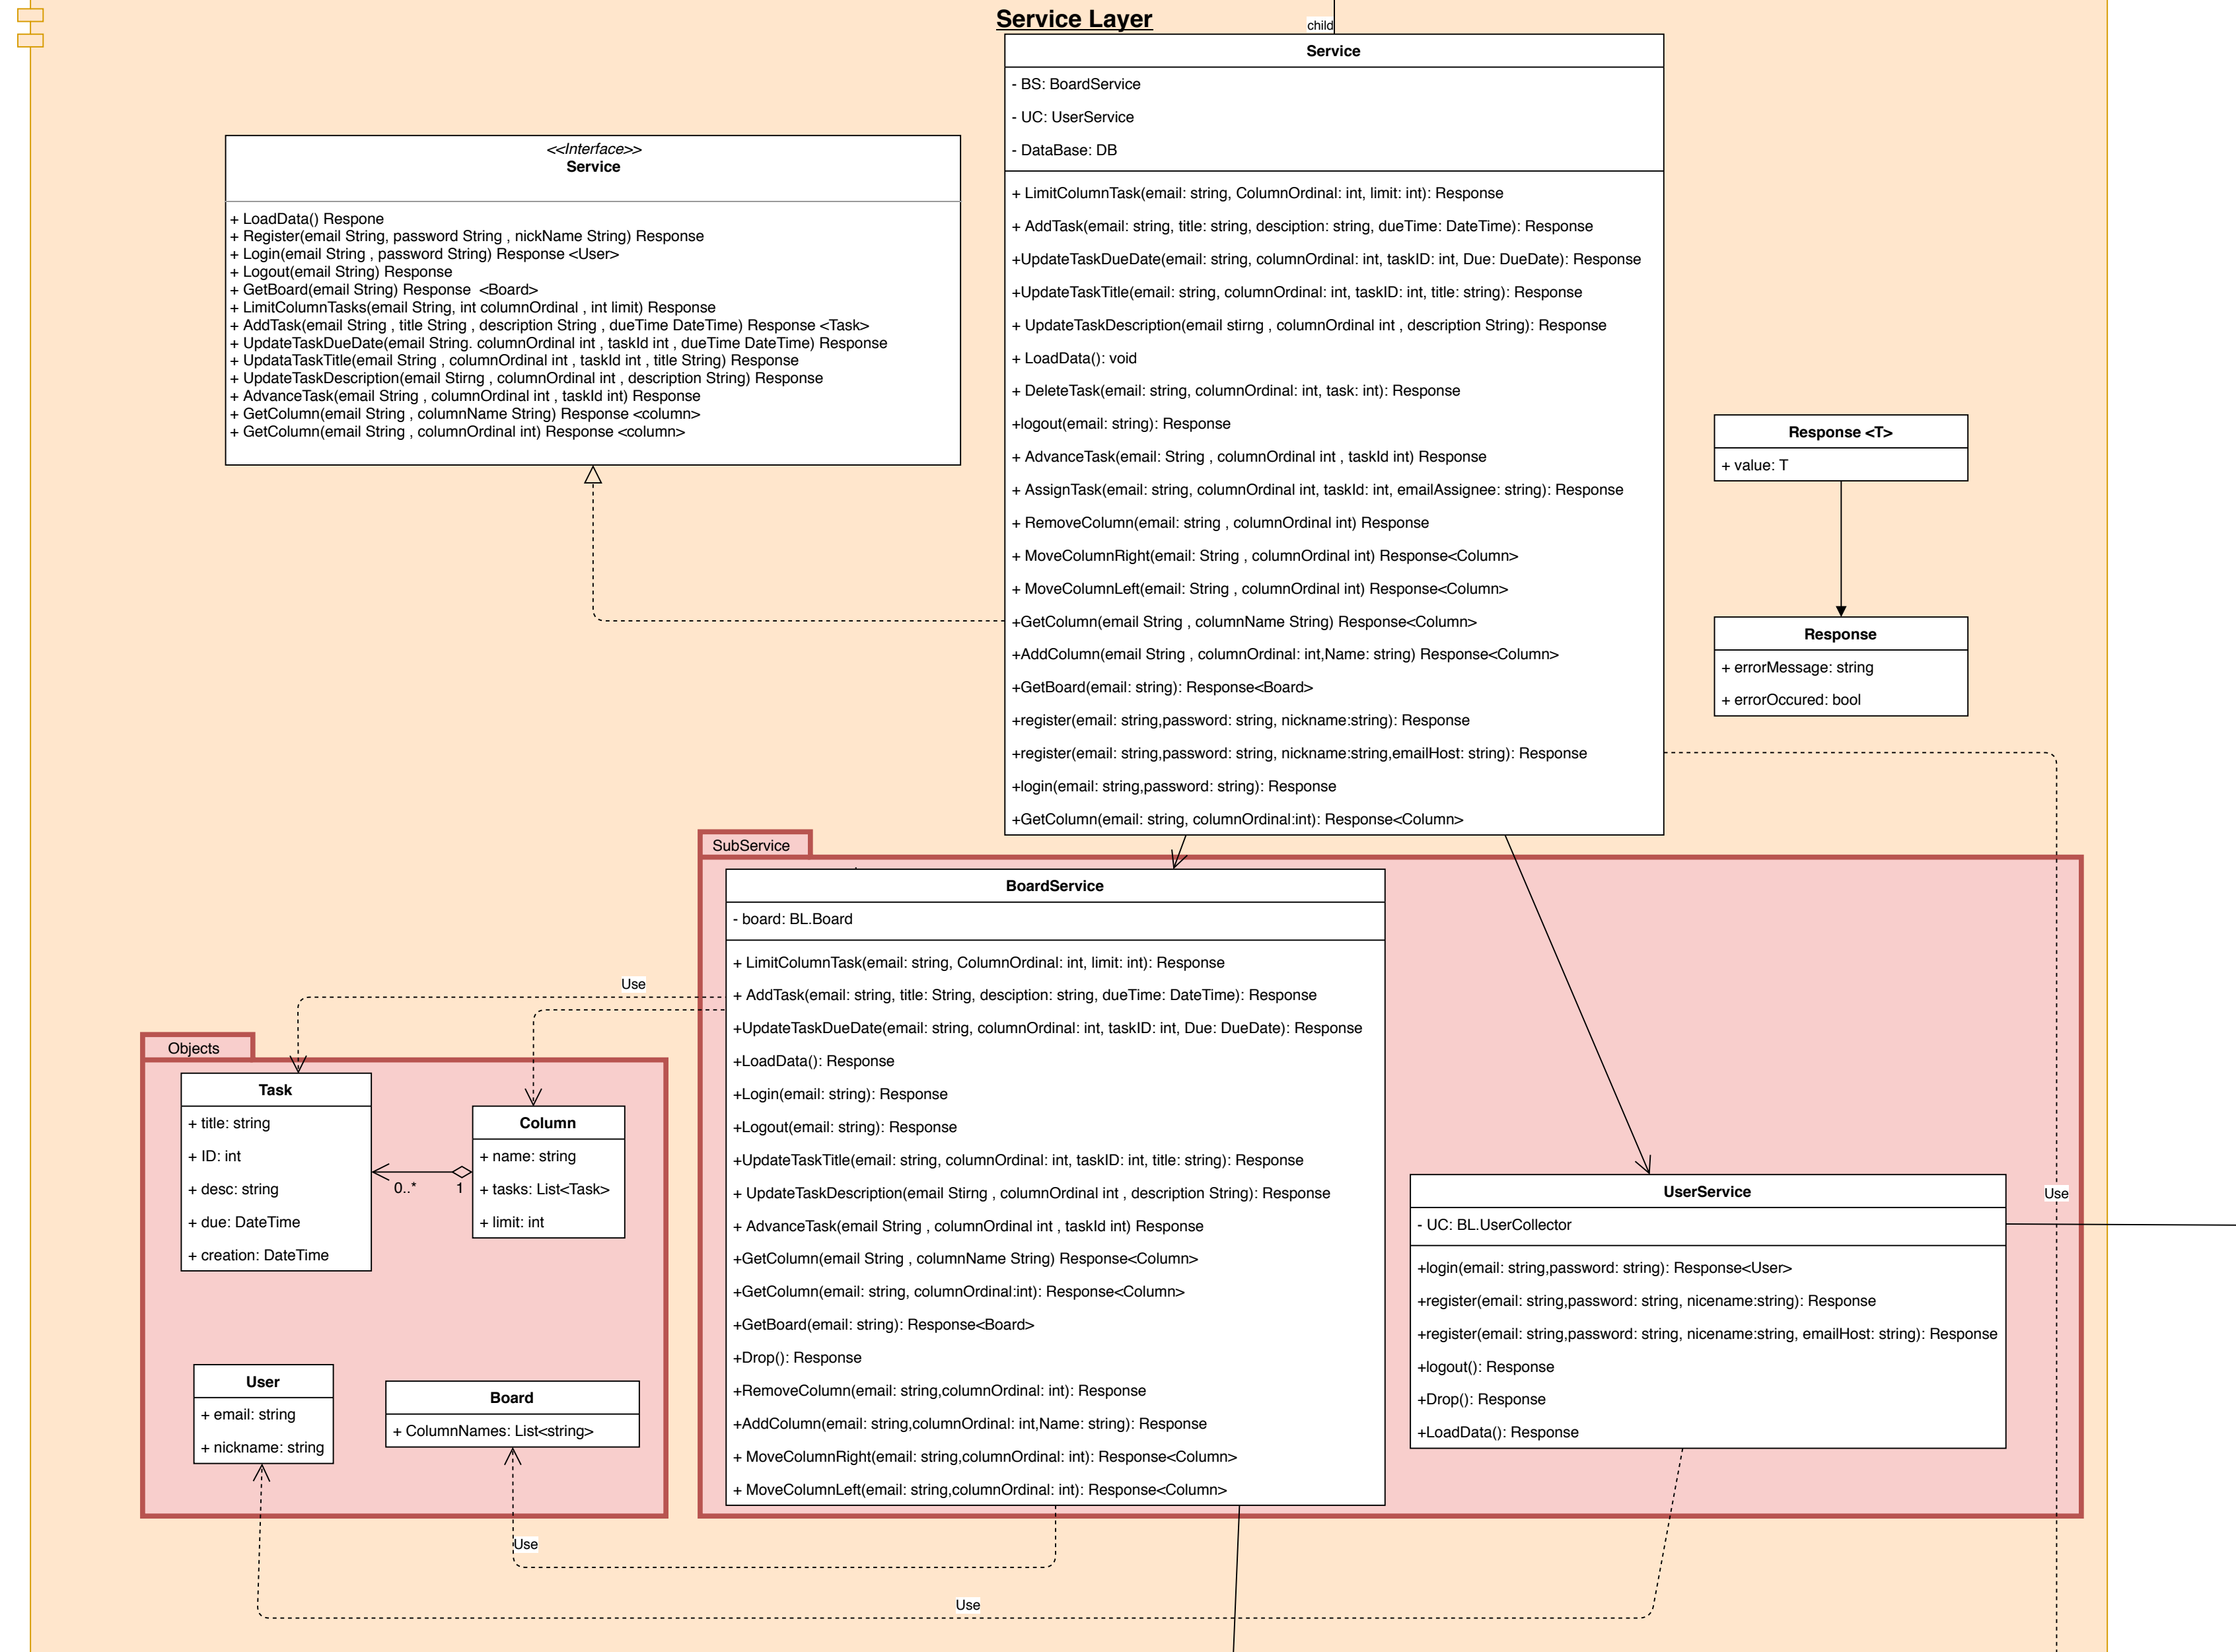 Service Layer
child
Service
- BS: BoardService
- UC: UserService
- DataBase: DB
+ LimitColumnTask(email: string, ColumnOrdinal: int, limit: int): Response
+ AddTask(email: string, title: string, desciption: string, dueTime: DateTime): Response
+UpdateTaskDueDate(email: string, columnOrdinal: int, taskID: int, Due: DueDate): Response
+UpdateTaskTitle(email: string, columnOrdinal: int, taskID: int, title: string): Response
+ UpdateTaskDescription(email stirng , columnOrdinal int , description String): Response
+ LoadData(): void
+ DeleteTask(email: string, columnOrdinal: int, task: int): Response
+logout(email: string): Response
+ AdvanceTask(email: String , columnOrdinal int , taskId int) Response
+ AssignTask(email: string, columnOrdinal int, taskId: int, emailAssignee: string): Response
+ RemoveColumn(email: string , columnOrdinal int) Response
+ MoveColumnRight(email: String , columnOrdinal int) Response<Column>
+ MoveColumnLeft(email: String , columnOrdinal int) Response<Column>
+GetColumn(email String , columnName String) Response<Column>
+AddColumn(email String , columnOrdinal: int,Name: string) Response<Column>
+GetBoard(email: string): Response<Board>
+register(email: string,password: string, nickname:string): Response
+register(email: string,password: string, nickname:string,emailHost: string): Response
+login(email: string,password: string): Response
+GetColumn(email: string, columnOrdinal:int): Response<Column>
<<Interface>>
Service
+ LoadData() Respone
+ Register(email String, password String , nickName String) Response
+ Login(email String , password String) Response <User>
+ Logout(email String) Response
+ GetBoard(email String) Response <Board>
+ LimitColumnTasks(email String, int columnOrdinal , int limit) Response
+ AddTask(email String , title String , description String , dueTime DateTime) Response <Task>
+ UpdateTaskDueDate(email String. columnOrdinal int , taskId int , dueTime DateTime) Response
+ UpdataTaskTitle(email String , columnOrdinal int , taskId int , title String) Response
+ UpdateTaskDescription(email Stirng , columnOrdinal int , description String) Response
+ AdvanceTask(email String , columnOrdinal int , taskId int) Response
+ GetColumn(email String , columnName String) Response <column>
+ GetColumn(email String , columnOrdinal int) Response <column>
Response <T>
+ value: T
Response
+ errorMessage: string
+ errorOccured: bool
SubService
BoardService
- board: BL.Board
+ LimitColumnTask(email: string, ColumnOrdinal: int, limit: int): Response
+ AddTask(email: string, title: String, desciption: string, dueTime: DateTime): Response
+UpdateTaskDueDate(email: string, columnOrdinal: int, taskID: int, Due: DueDate): Response
+LoadData(): Response
+Login(email: string): Response
+Logout(email: string): Response
+UpdateTaskTitle(email: string, columnOrdinal: int, taskID: int, title: string): Response
+ UpdateTaskDescription(email Stirng , columnOrdinal int , description String): Response
+ AdvanceTask(email String , columnOrdinal int , taskId int) Response
+GetColumn(email String , columnName String) Response<Column>
+GetColumn(email: string, columnOrdinal:int): Response<Column>
+GetBoard(email: string): Response<Board>
+Drop(): Response
+RemoveColumn(email: string,columnOrdinal: int): Response
+AddColumn(email: string,columnOrdinal: int,Name: string): Response
+ MoveColumnRight(email: string,columnOrdinal: int): Response<Column>
+ MoveColumnLeft(email: string,columnOrdinal: int): Response<Column>
UserService
- UC: BL.UserCollector
+login(email: string,password: string): Response<User>
+register(email: string,password: string, nicename:string): Response
+register(email: string,password: string, nicename:string, emailHost: string): Response
+logout(): Response
+Drop(): Response
+LoadData(): Response
Use
Use
Objects
Task
+ title: string
+ ID: int
+ desc: string
+ due: DateTime
+ creation: DateTime
0..*
1
Column
+ name: string
+ tasks: List<Task>
+ limit: int
User
+ email: string
+ nickname: string
Board
+ ColumnNames: List<string>
Use
Use